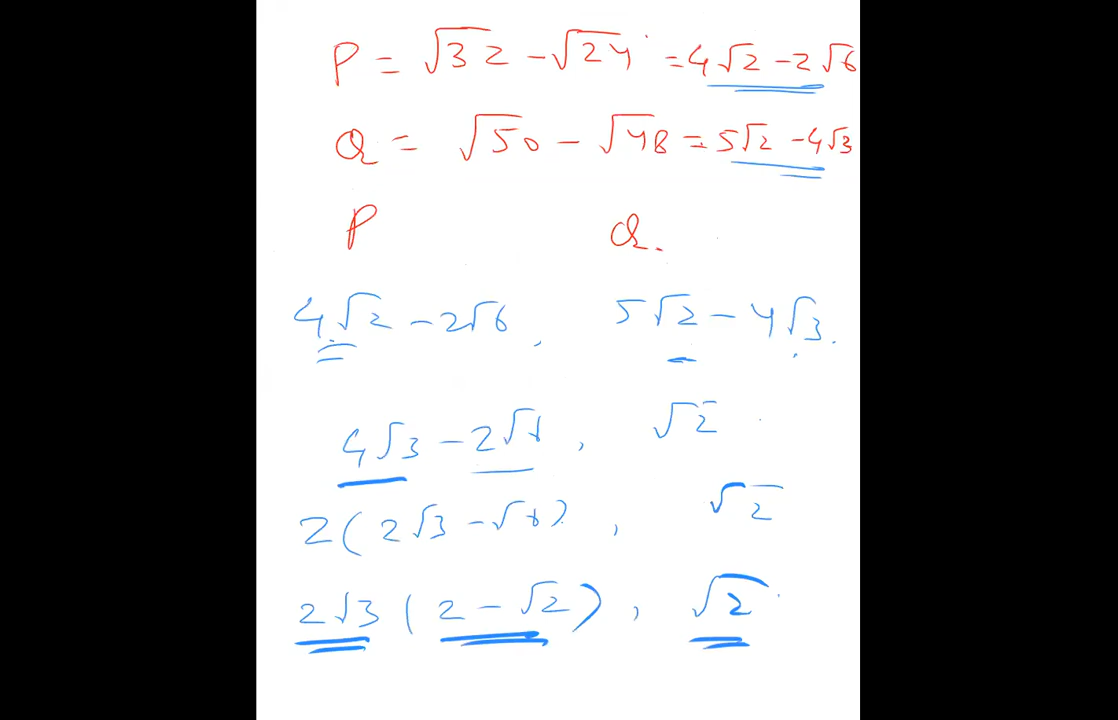 P = √32 - √24 = 4√2 - 2√6
Q = √50 - √48 = 5√2 - 4√3
P Q.
4√2 - 2√6, 5√2 - 4√3.
4√3 - 2√6, √2
2(2√3 - √6), √2
2√3(2 - √2), √2